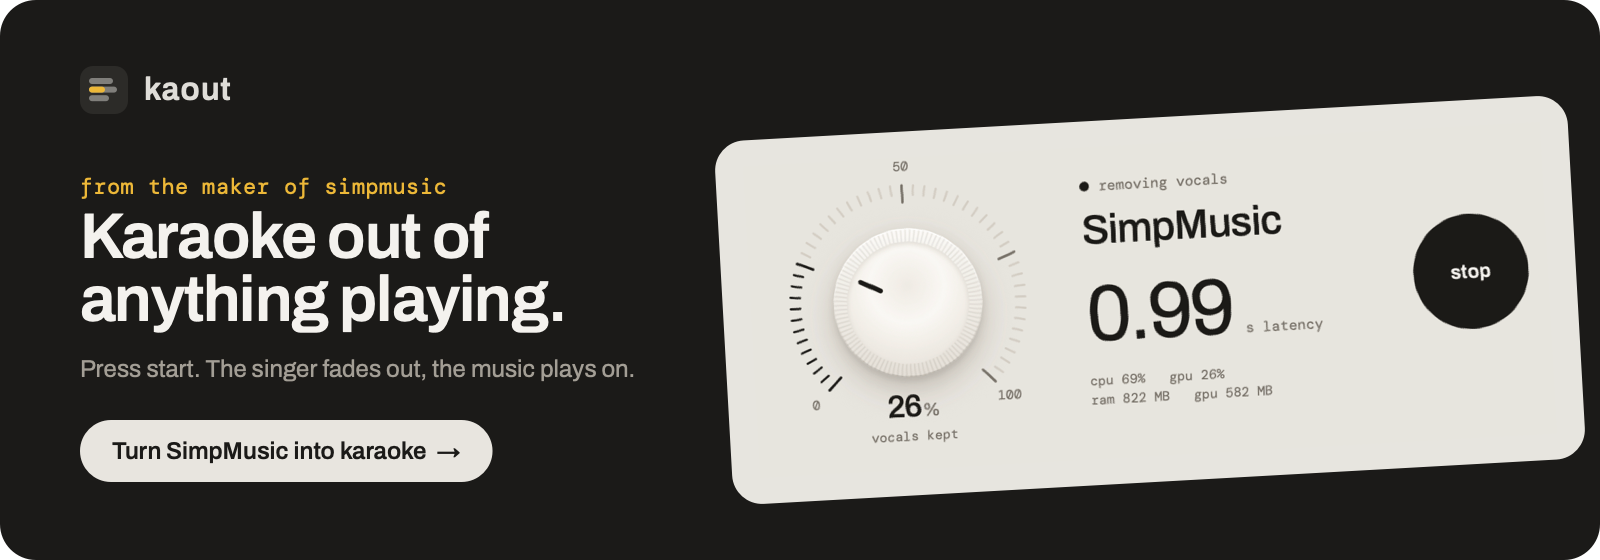 kaout
from the maker of simpmusic
Karaoke out of
anything playing.
Press start. The singer fades out, the music plays on.
Turn SimpMusic into karaoke →
50
0
100
26%
vocals kept
removing vocals
SimpMusic
0.99 s latency
cpu 69% gpu 26%
ram 822 MB gpu 582 MB
stop